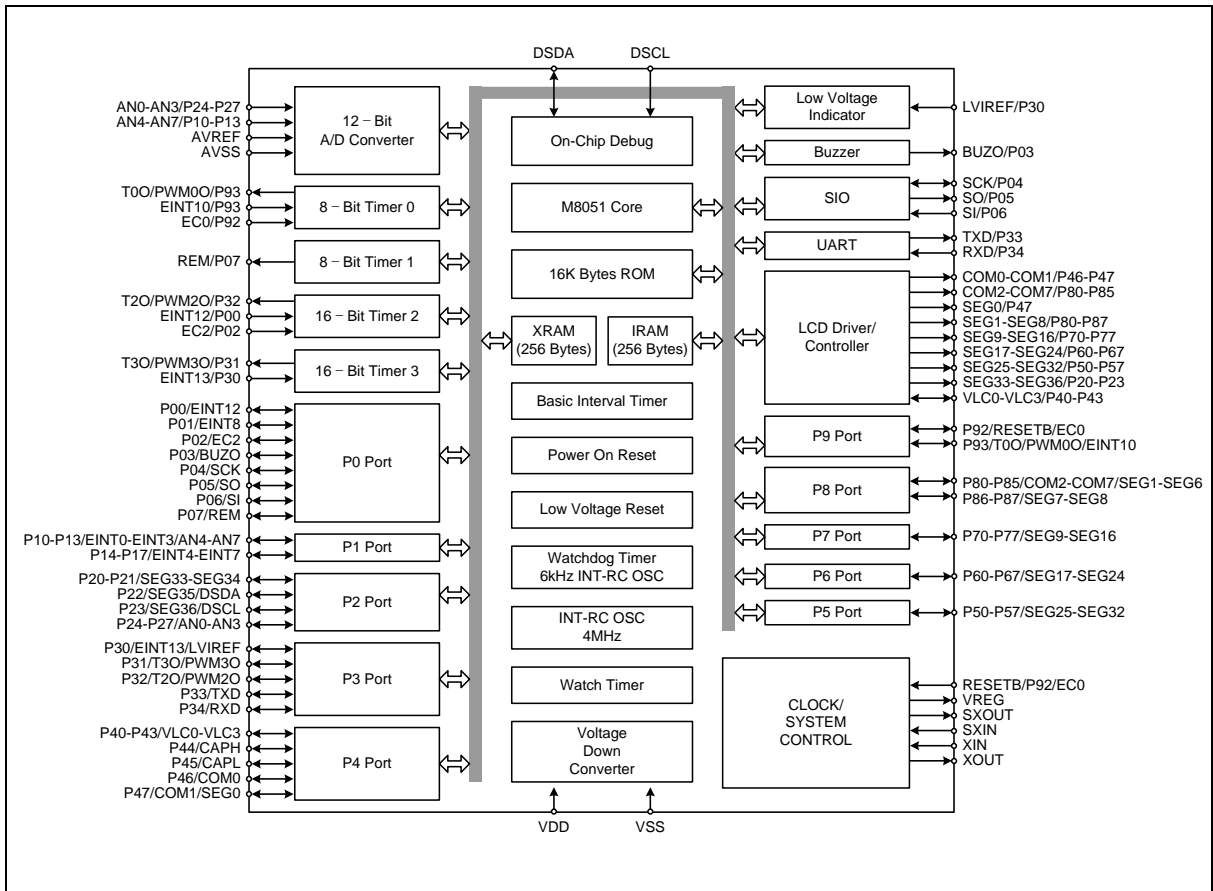 DSDA
DSCL
AN0-AN3/P24-P27
AN4-AN7/P10-P13
AVREF
AVSS
12 – Bit
A/D Converter
T0O/PWM0O/P93
EINT10/P93
EC0/P92
8 – Bit Timer 0
REM/P07
8 – Bit Timer 1
T2O/PWM2O/P32
EINT12/P00
EC2/P02
16 – Bit Timer 2
T3O/PWM3O/P31
EINT13/P30
16 – Bit Timer 3
P00/EINT12
P01/EINT8
P02/EC2
P03/BUZO
P04/SCK
P05/SO
P06/SI
P07/REM
P0 Port
P10-P13/EINT0-EINT3/AN4-AN7
P14-P17/EINT4-EINT7
P1 Port
P20-P21/SEG33-SEG34
P22/SEG35/DSDA
P23/SEG36/DSCL
P24-P27/AN0-AN3
P2 Port
P30/EINT13/LVIREF
P31/T3O/PWM3O
P32/T2O/PWM2O
P33/TXD
P34/RXD
P3 Port
P40-P43/VLC0-VLC3
P44/CAPH
P45/CAPL
P46/COM0
P47/COM1/SEG0
P4 Port
On-Chip Debug
M8051 Core
16K Bytes ROM
XRAM
(256 Bytes)
IRAM
(256 Bytes)
Basic Interval Timer
Power On Reset
Low Voltage Reset
Watchdog Timer
6kHz INT-RC OSC
INT-RC OSC
4MHz
Watch Timer
Voltage
Down
Converter
VDD
VSS
Low Voltage
Indicator
LVIREF/P30
Buzzer
BUZO/P03
SIO
SCK/P04
SO/P05
SI/P06
UART
TXD/P33
RXD/P34
LCD Driver/
Controller
COM0-COM1/P46-P47
COM2-COM7/P80-P85
SEG0/P47
SEG1-SEG8/P80-P87
SEG9-SEG16/P70-P77
SEG17-SEG24/P60-P67
SEG25-SEG32/P50-P57
SEG33-SEG36/P20-P23
VLC0-VLC3/P40-P43
P9 Port
P92/RESETB/EC0
P93/T0O/PWM0O/EINT10
P8 Port
P80-P85/COM2-COM7/SEG1-SEG6
P86-P87/SEG7-SEG8
P7 Port
P70-P77/SEG9-SEG16
P6 Port
P60-P67/SEG17-SEG24
P5 Port
P50-P57/SEG25-SEG32
CLOCK/
SYSTEM
CONTROL
RESETB/P92/EC0
VREG
SXOUT
SXIN
XIN
XOUT